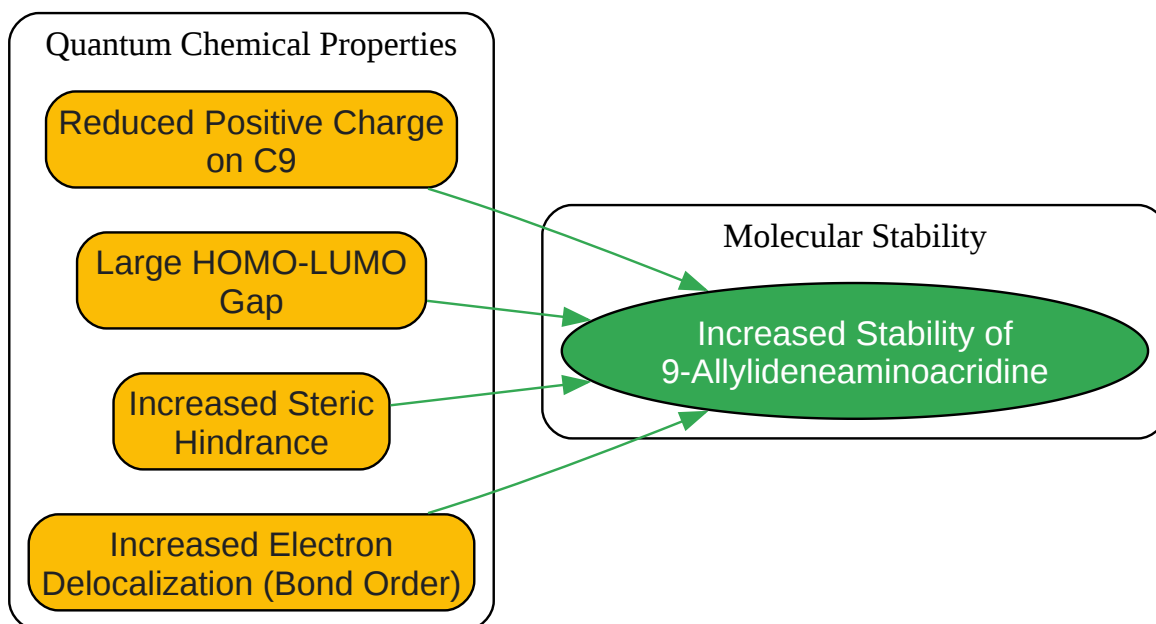 Quantum Chemical Properties
Reduced Positive Charge
on C9
Large HOMO-LUMO
Gap
Increased Steric
Hindrance
Increased Electron
Delocalization (Bond Order)
Molecular Stability
Increased Stability of
9-Allylideneaminoacridine